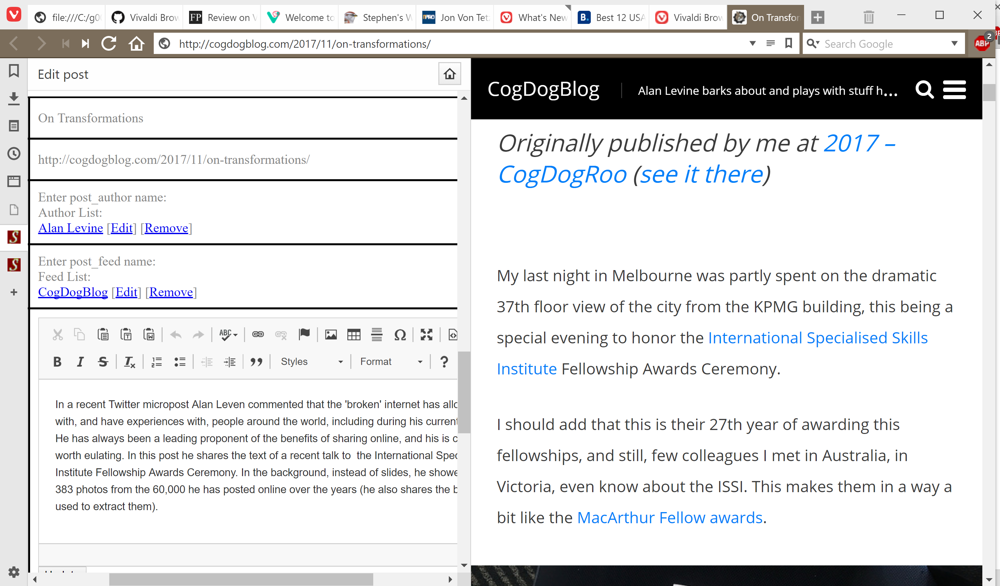 file:///C:/g0
Vivaldi Brow
FP Review on V
Welcome to
Stephen's W
MPRO Jon Von Tetz
What's New
B. Best 12 USA
Vivaldi Brow
On Transfor
http://cogdogblog.com/2017/11/on-transformations/
Search Google
ABP 2
Edit post
On Transformations
http://cogdogblog.com/2017/11/on-transformations/
Enter post_author name:
Author List:
Alan Levine [Edit] [Remove]
Enter post_feed name:
Feed List:
CogDogBlog [Edit] [Remove]
ABC
B I S Ix Styles Format ?
In a recent Twitter micropost Alan Leven commented that the 'broken' internet has allo
with, and have experiences with, people around the world, including during his current
He has always been a leading proponent of the benefits of sharing online, and his is c
worth eulating. In this post he shares the text of a recent talk to  the International Spec
Institute Fellowship Awards Ceremony. In the background, instead of slides, he showe
383 photos from the 60,000 he has posted online over the years (he also shares the b
used to extract them).
CogDogBlog
Alan Levine barks about and plays with stuff h...
Originally published by me at 2017 –
CogDogRoo (see it there)
My last night in Melbourne was partly spent on the dramatic
37th floor view of the city from the KPMG building, this being a
special evening to honor the International Specialised Skills
Institute Fellowship Awards Ceremony.
I should add that this is their 27th year of awarding this
fellowships, and still, few colleagues I met in Australia, in
Victoria, even know about the ISSI. This makes them in a way a
bit like the MacArthur Fellow awards.